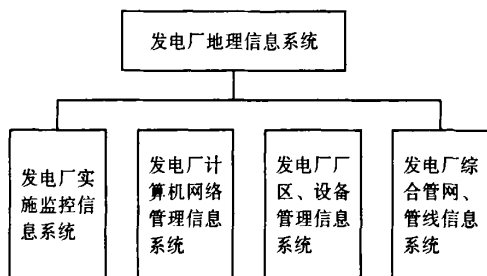 发电厂地理信息系统
发电厂实
施监控信
息系统
发电厂计
算机网络
管理信息
系统
发电厂厂
区、设备
管理信息
系统
发电厂综
合管网、
管线信息
系统